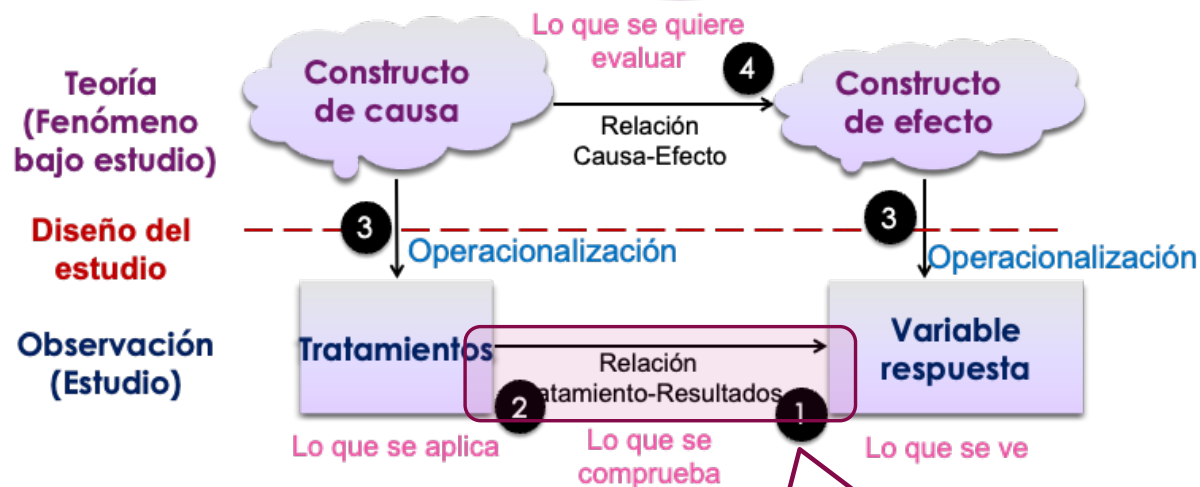 Lo que se quiere
evaluar
4
Constructo
de causa
Constructo
de efecto
Teoría
(Fenómeno
bajo estudio)
Relación
Causa-Efecto
3
3
Diseño del
estudio
Operacionalización
Operacionalización
Observación
(Estudio)
Tratamientos
Relación
atamiento-Resultados
Variable
respuesta
2
1
Lo que se aplica
Lo que se
comprueba
Lo que se ve